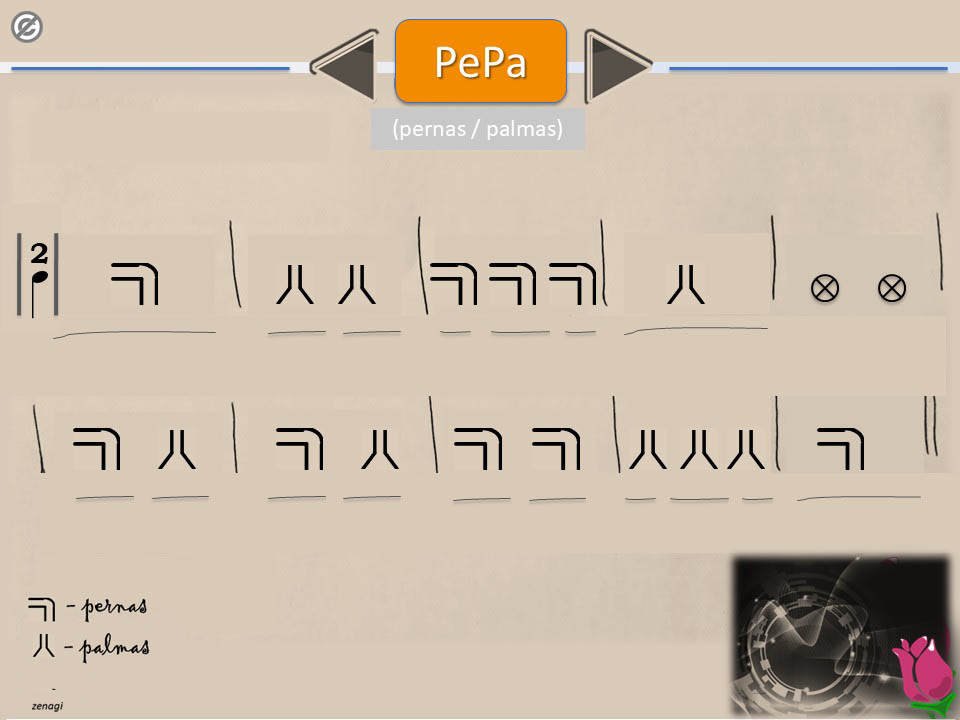 PePa
(pernas / palmas)
2
- pernas
- palmas
zenagi